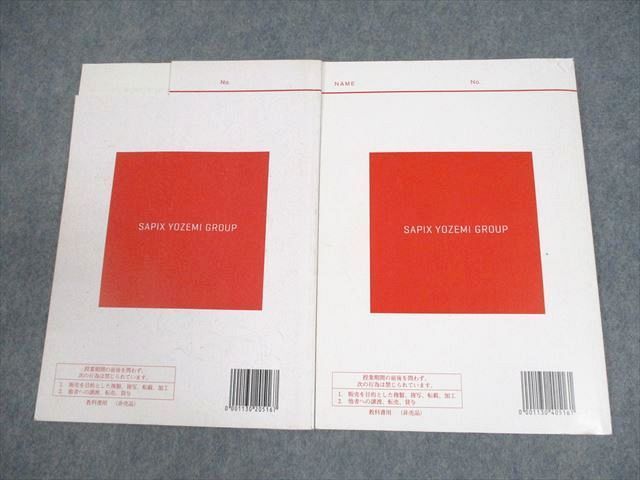 No.
SAPIX YOZEMI GROUP
授業期間の前後を問わず、
次の行為は禁じられています。
1. 販売を目的とした複製、複写、転載、加工
2. 他者への譲渡、転売、貸与
教科書用 （非売品）
0 001130 205167
NAME No.
SAPIX YOZEMI GROUP
授業期間の前後を問わず、
次の行為は禁じられています。
1. 販売を目的とした複製、複写、転載、加工
2. 他者への譲渡、転売、貸与
教科書用 （非売品）
0 001130 405161